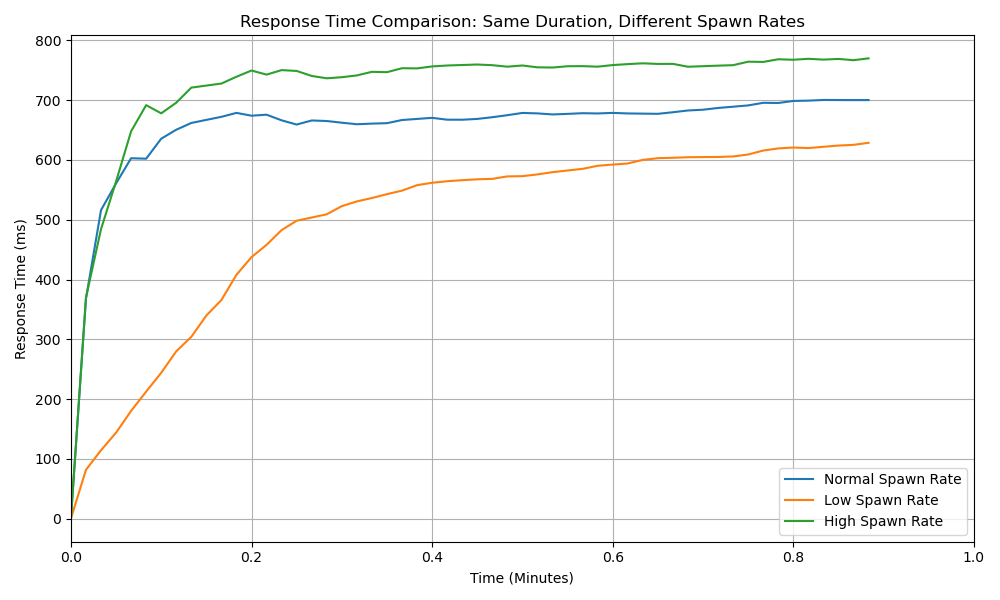 Response Time Comparison: Same Duration, Different Spawn Rates
Response Time (ms)
800
700
600
500
400
300
200
100
0
0.0 0.2 0.4 0.6 0.8 1.0
Time (Minutes)
Normal Spawn Rate
Low Spawn Rate
High Spawn Rate